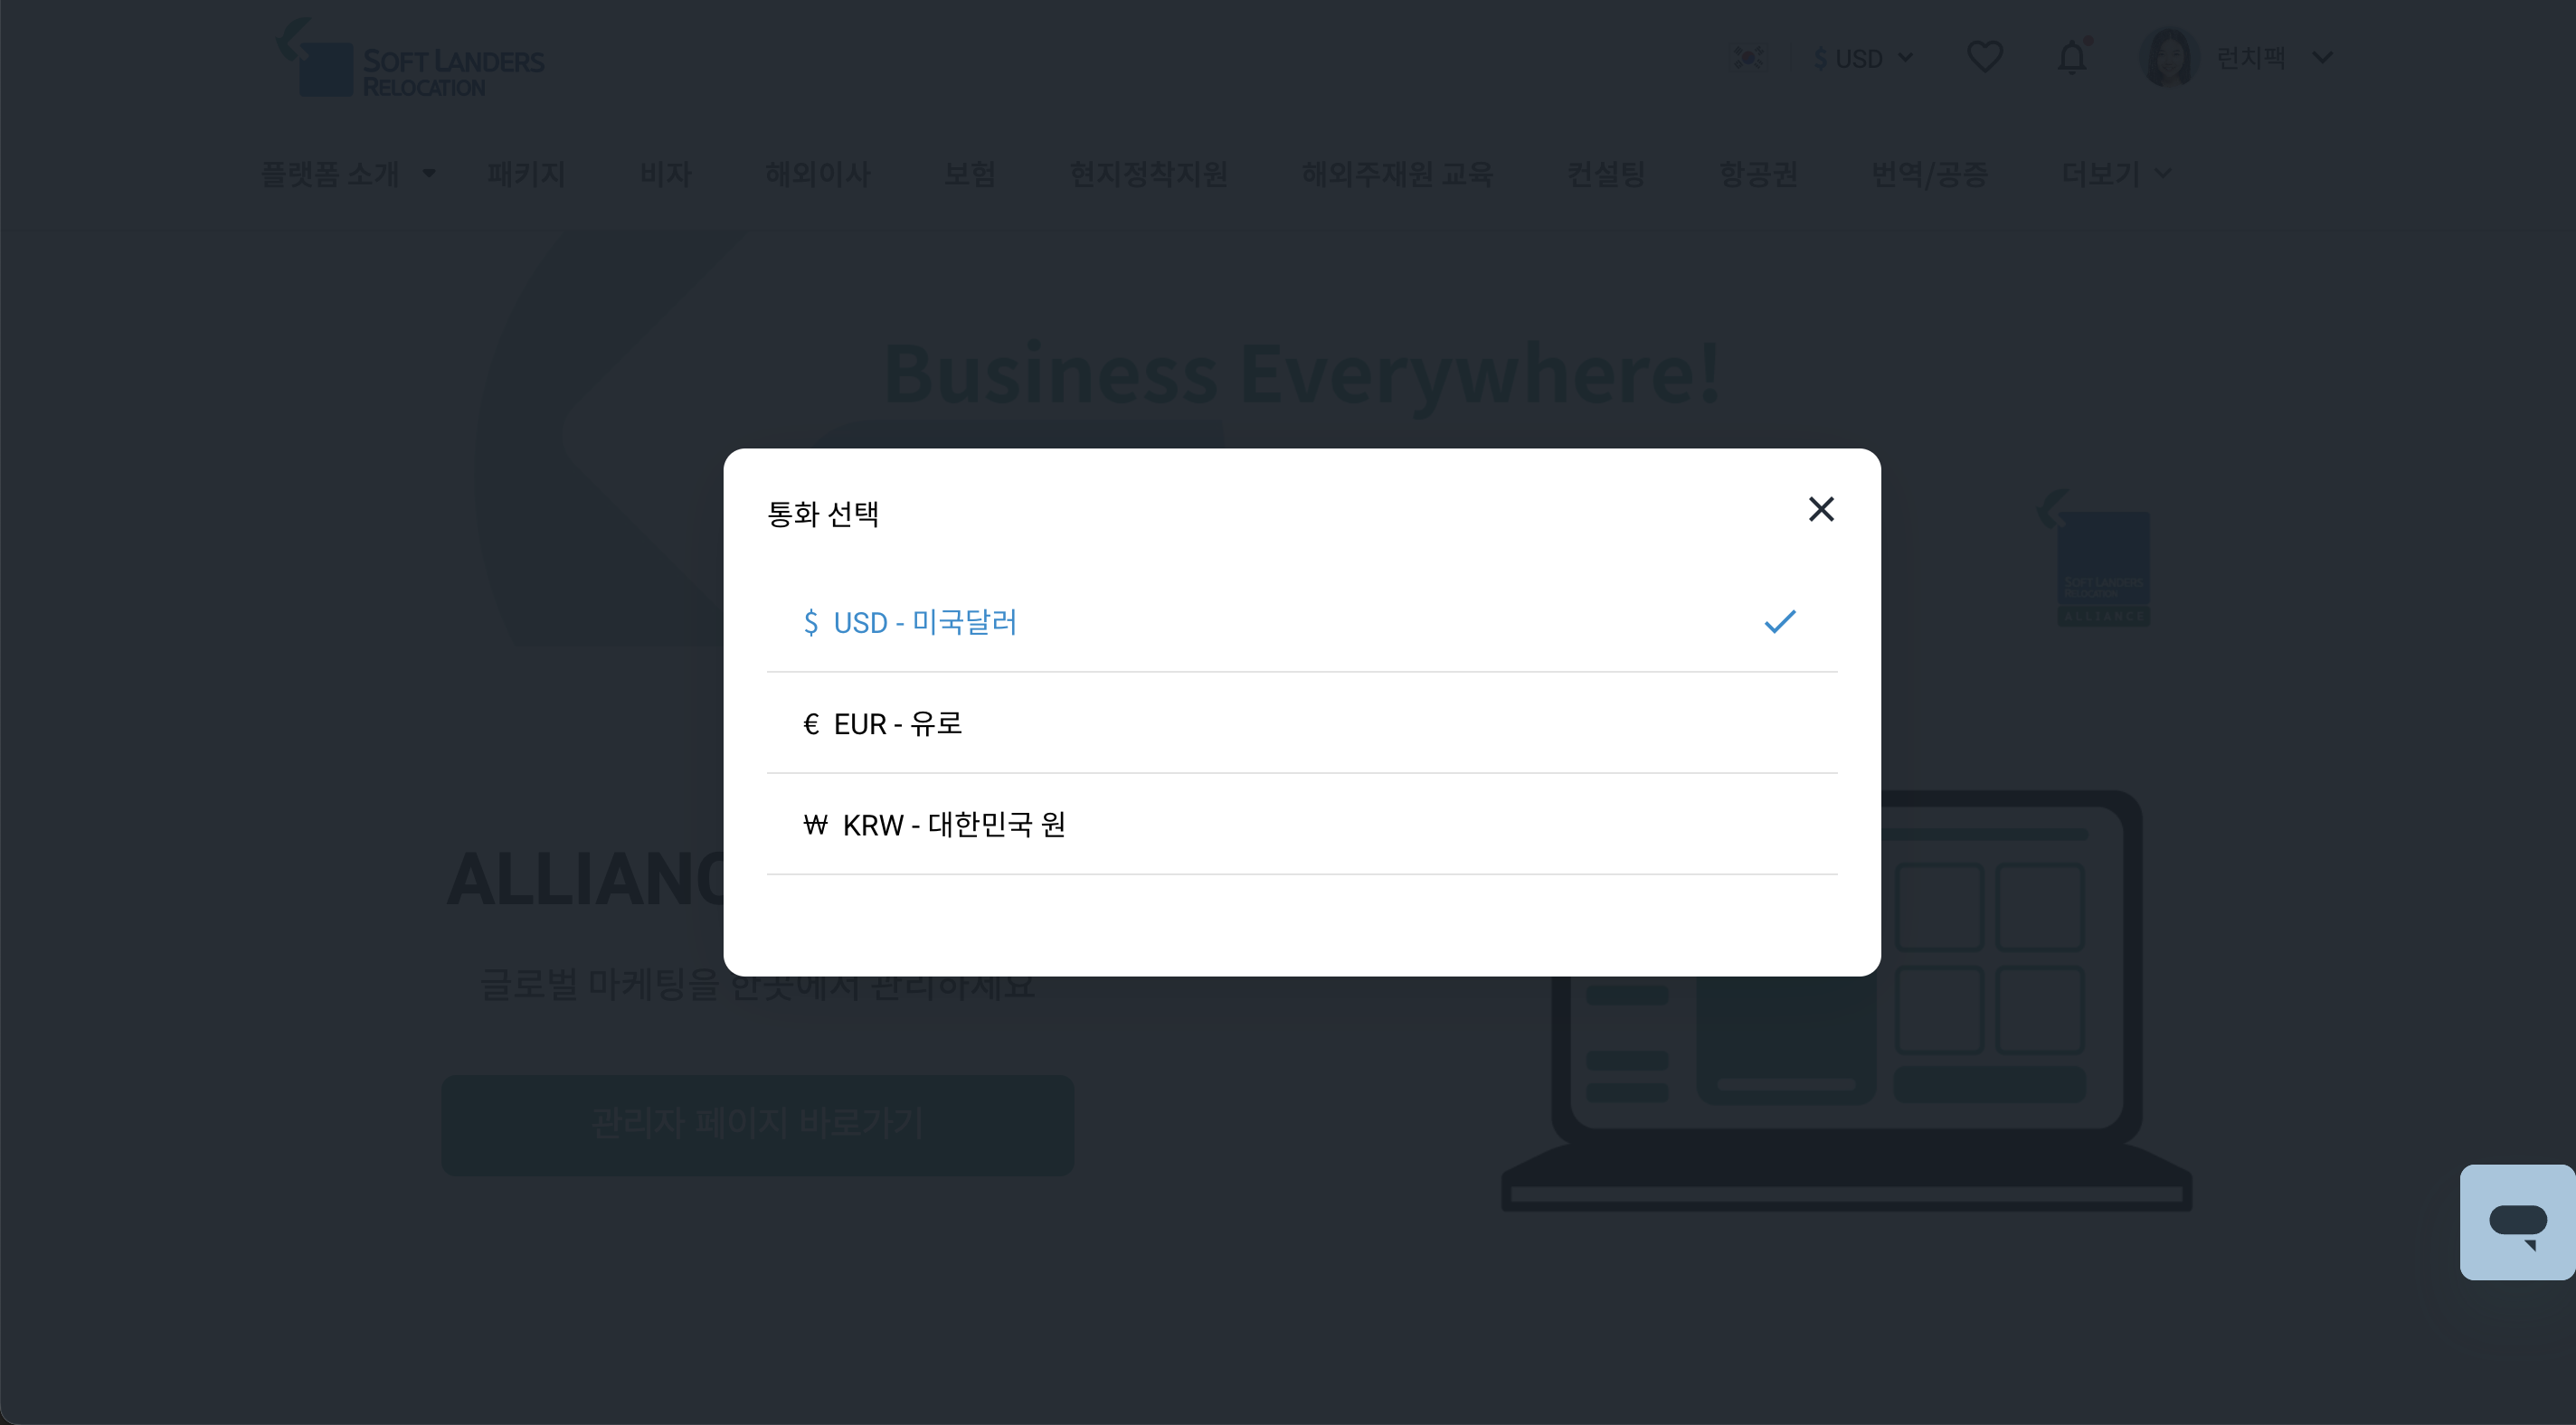 SOFT LANDERS
RELOCATION
$ USD
런치팩
플랫폼 소개 패키지 비자 해외이사 보험 현지정착지원 해외주재원 교육 컨설팅 항공권 번역/공증 더보기
Business Everywhere!
통화 선택
$ USD - 미국달러
€ EUR - 유로
₩ KRW - 대한민국 원
SOFT LANDERS
RELOCATION
ALLIANCE
ALLIANC
글로벌 마케팅을 한곳에서 관리하세요
관리자 페이지 바로가기